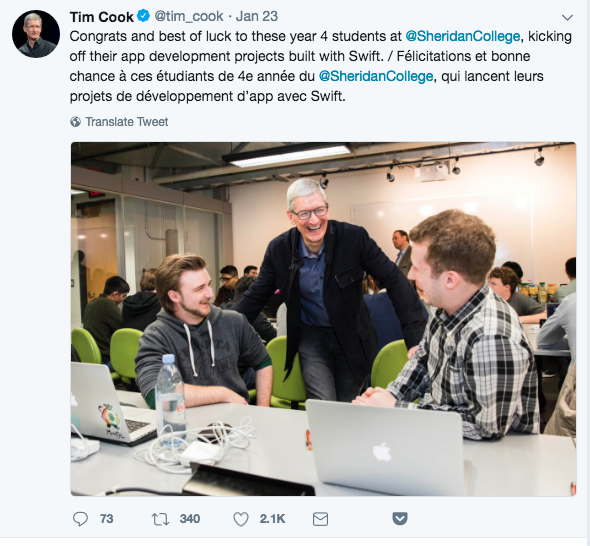 Tim Cook @tim_cook · Jan 23
Congrats and best of luck to these year 4 students at @SheridanCollege, kicking
off their app development projects built with Swift. / Félicitations et bonne
chance à ces étudiants de 4e année du @SheridanCollege, qui lancent leurs
projets de développement d’app avec Swift.
Translate Tweet
73 340 2.1K